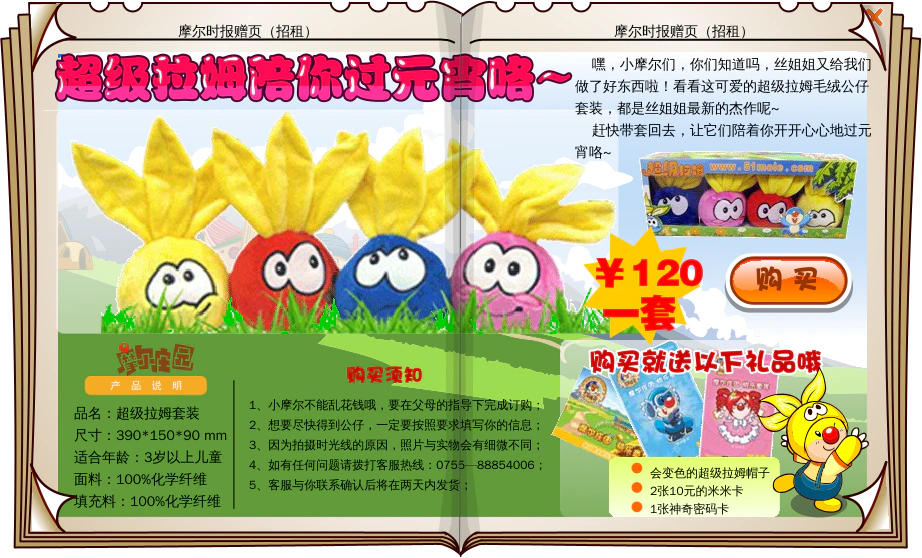 摩尔时报赠页（招租）
摩尔时报赠页（招租）
超级拉姆陪你过元宵咯～
嘿，小摩尔们，你们知道吗，丝姐姐又给我们
做了好东西啦！看看这可爱的超级拉姆毛绒公仔
套装，都是丝姐姐最新的杰作呢~
赶快带套回去，让它们陪着你开开心心地过元
宵咯~
超级拉姆
www.51mole.com
￥120
一套
购买
摩尔庄园
产品说明
品名：超级拉姆套装
尺寸：390*150*90 mm
适合年龄：3岁以上儿童
面料：100%化学纤维
填充料：100%化学纤维
购买须知
1、小摩尔不能乱花钱哦，要在父母的指导下完成订购；
2、想要尽快得到公仔，一定要按照要求填写你的信息；
3、因为拍摄时光线的原因，照片与实物会有细微不同；
4、如有任何问题请拨打客服热线：0755—88854006；
5、客服与你联系确认后将在两天内发货；
购买就送以下礼品哦
会变色的超级拉姆帽子
2张10元的米米卡
1张神奇密码卡